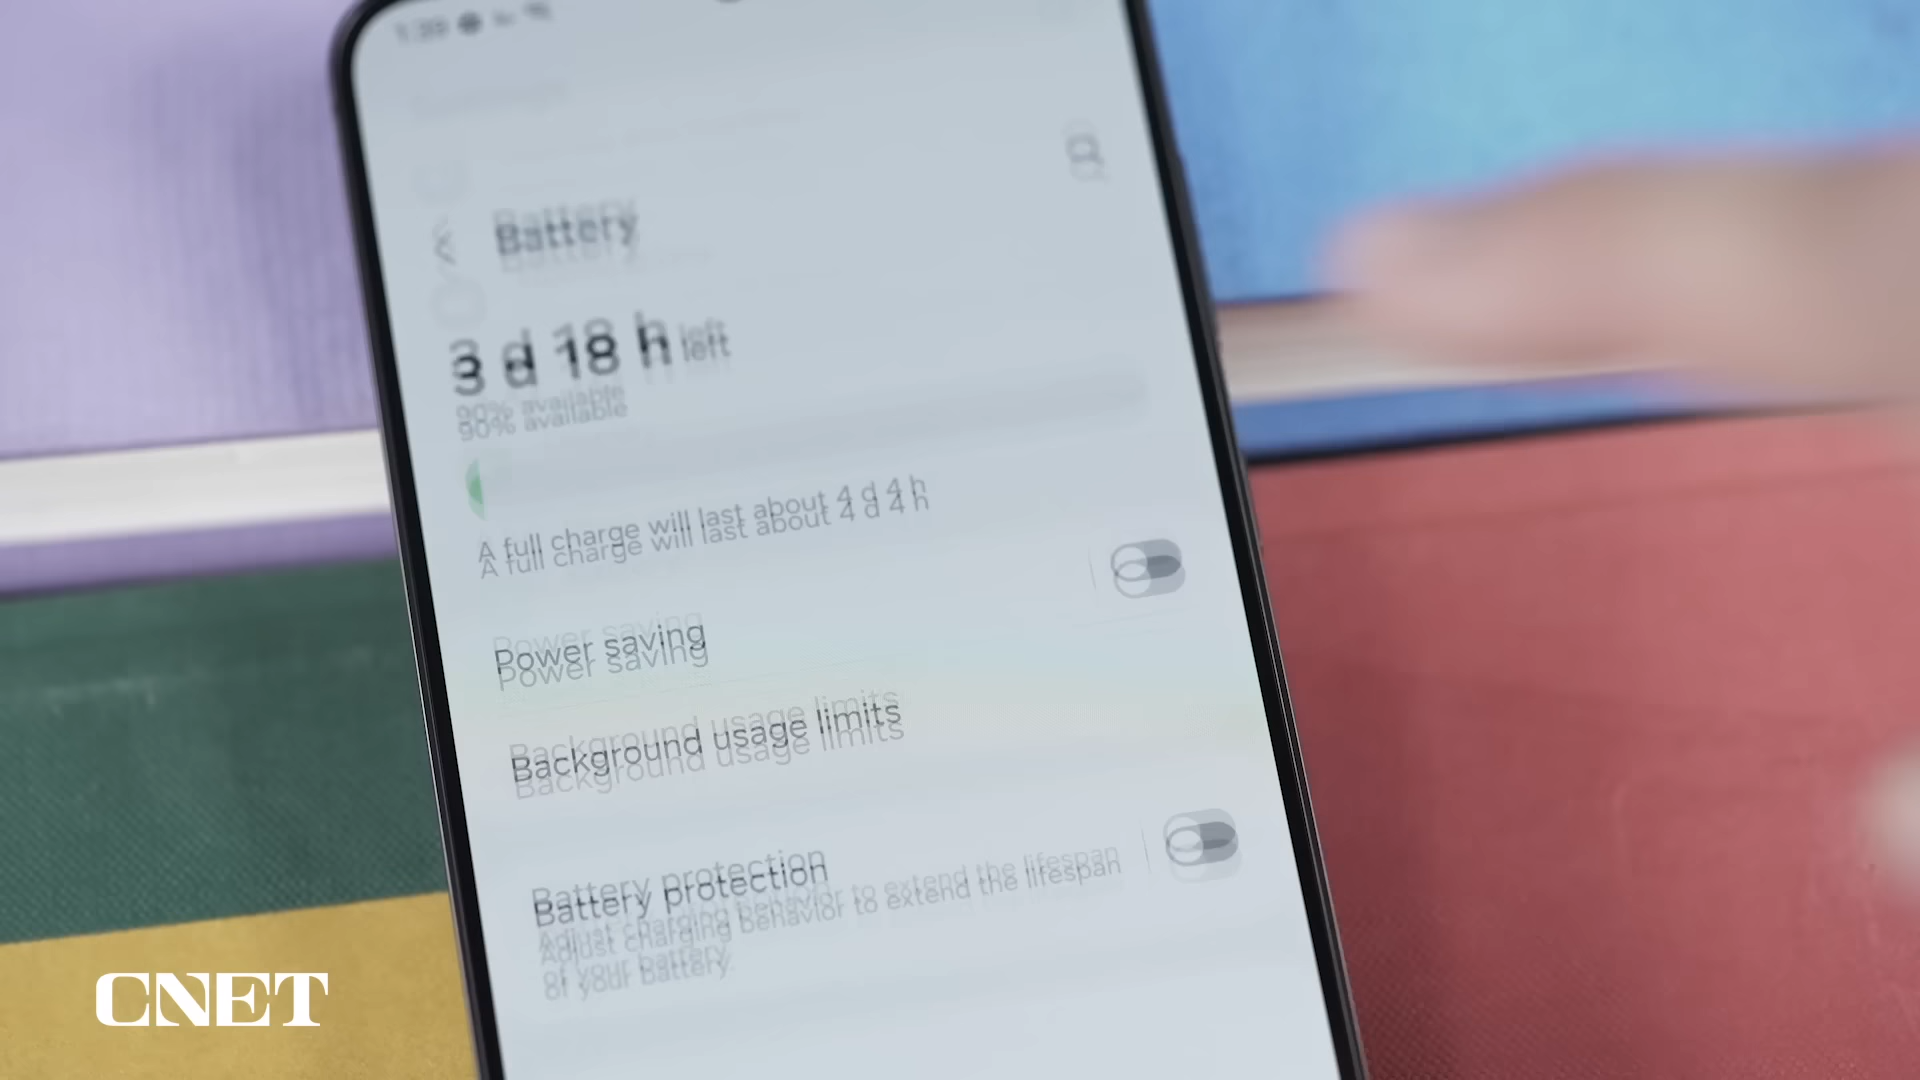 Battery
3 d 18 h left
90% available
A full charge will last about 4 d 4 h
Power saving
Background usage limits
Battery protection
Adjust charging behavior to extend the lifespan
of your battery.
CNET